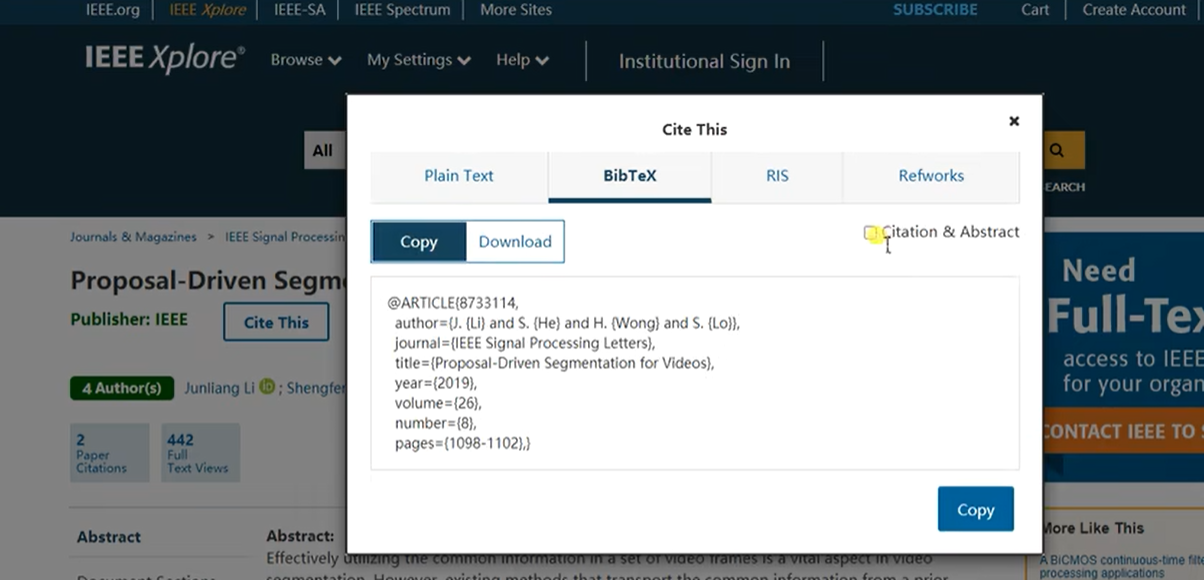 IEEE.org IEEE Xplore IEEE-SA IEEE Spectrum More Sites SUBSCRIBE Cart Create Account
IEEE Xplore® Browse My Settings Help Institutional Sign In
All
EARCH
Cite This
Plain Text BibTeX RIS Refworks
Copy Download Citation & Abstract
@ARTICLE{8733114,
author={J. {Li} and S. {He} and H. {Wong} and S. {Lo}},
journal={IEEE Signal Processing Letters},
title={Proposal-Driven Segmentation for Videos},
year={2019},
volume={26},
number={8},
pages={1098-1102},}
Copy
Journals & Magazines > IEEE Signal Processin
Proposal-Driven Segm
Publisher: IEEE Cite This
4 Author(s) Junliang Li iD ; Shengfe
2 Paper Citations
442 Full Text Views
Abstract
Document Sections
Abstract:
Effectively utilizing the common information in a set of video frames is a vital aspect in video
segmentation. However, existing methods that transport the common information from a prior
Need
Full-Tex
access to IEEE
for your organ
CONTACT IEEE TO S
More Like This
A BiCMOS continuous-time filte
processing applications